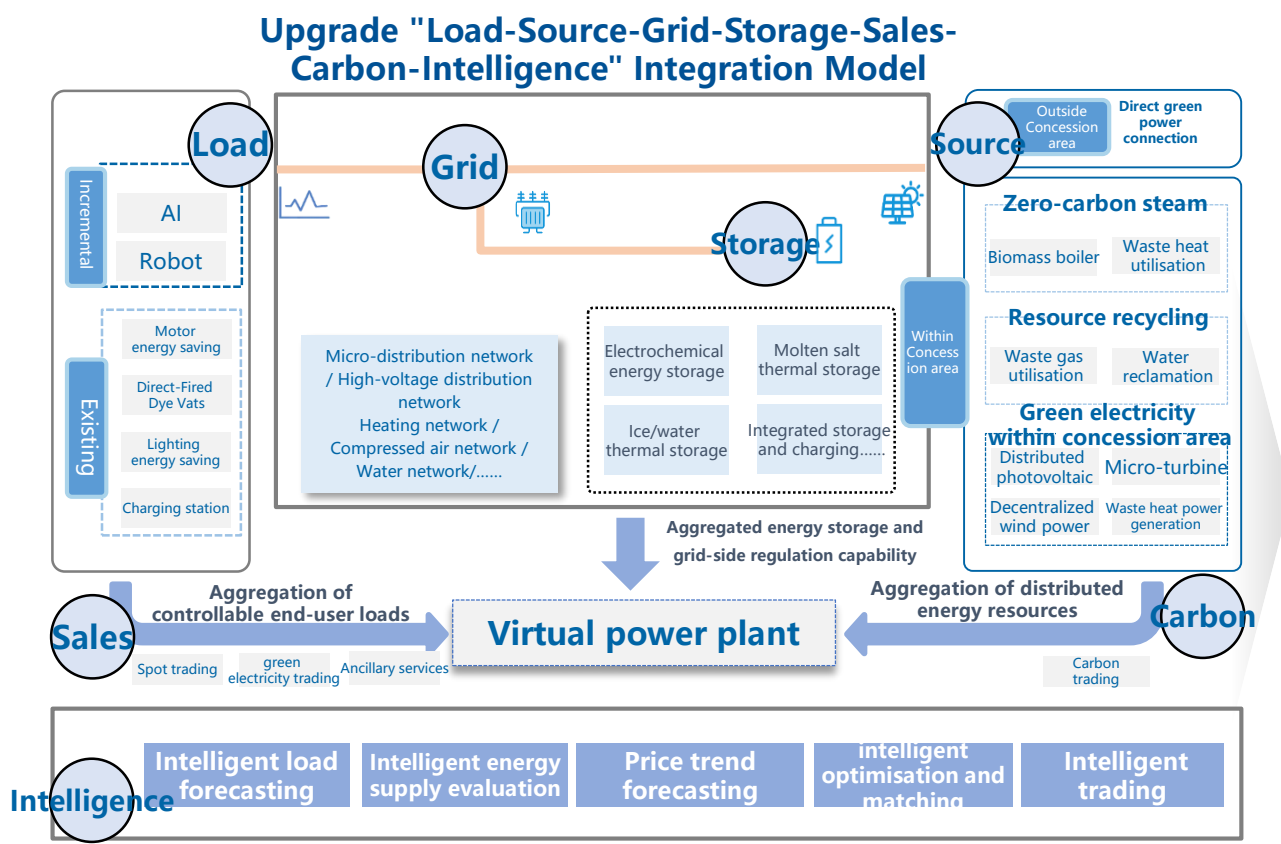 Upgrade "Load-Source-Grid-Storage-Sales-
Carbon-Intelligence" Integration Model
Load
Incremental
AI
Robot
Existing
Motor
energy saving
Direct-Fired
Dye Vats
Lighting
energy saving
Charging station
Grid
Storage
Micro-distribution network
/ High-voltage distribution
network
Heating network /
Compressed air network /
Water network/......
Electrochemical
energy storage
Molten salt
thermal storage
Ice/water
thermal storage
Integrated storage
and charging......
Source
Outside
Concession
area
Direct green
power
connection
Within
Concess
ion area
Zero-carbon steam
Biomass boiler
Waste heat
utilisation
Resource recycling
Waste gas
utilisation
Water
reclamation
Green electricity
within concession area
Distributed
photovoltaic
Micro-turbine
Decentralized
wind power
Waste heat power
generation
Aggregated energy storage and
grid-side regulation capability
Sales
Aggregation of
controllable end-user loads
Spot trading
green
electricity trading
Ancillary services
Virtual power plant
Aggregation of distributed
energy resources
Carbon
Carbon
trading
Intelligence
Intelligent load
forecasting
Intelligent energy
supply evaluation
Price trend
forecasting
intelligent
optimisation and
matching
Intelligent
trading